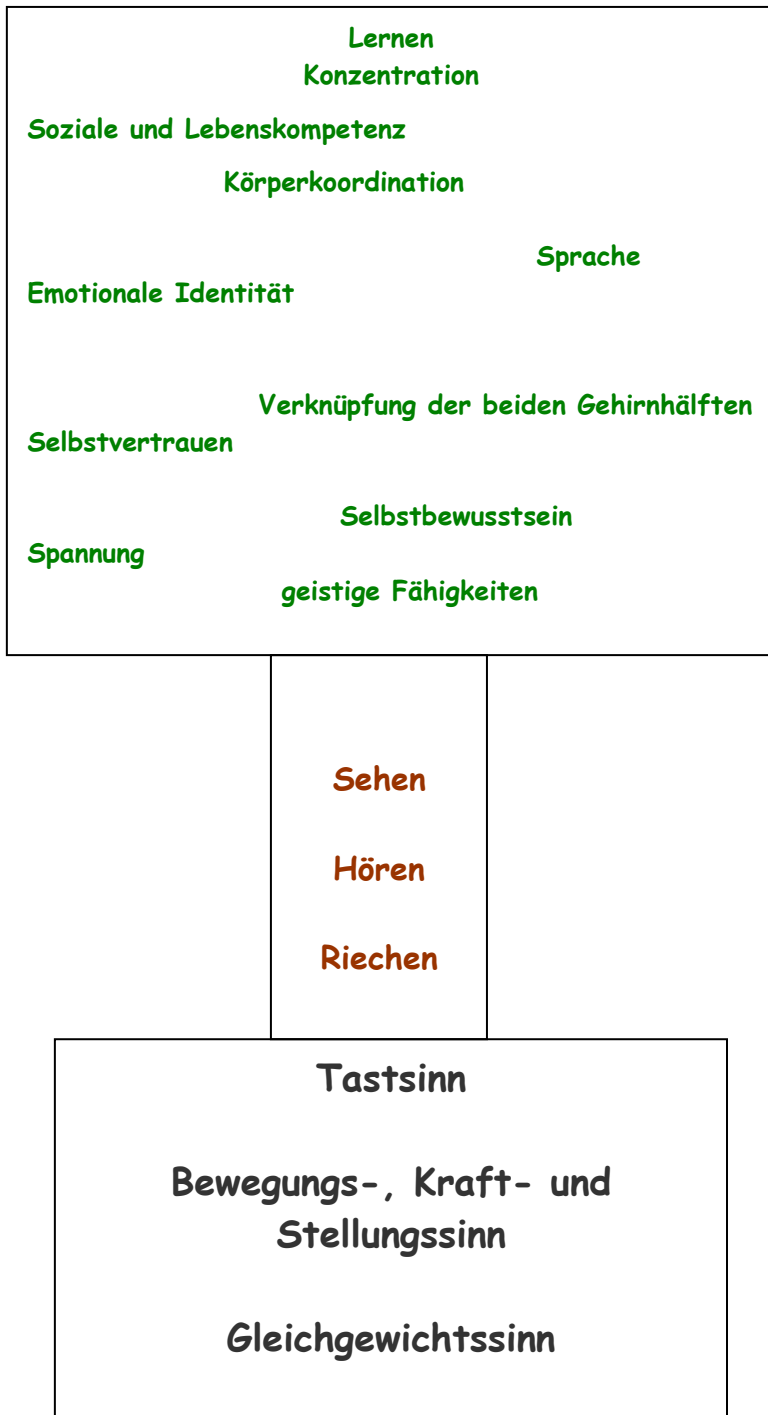 Lernen
Konzentration
Soziale und Lebenskompetenz
Körperkoordination
Sprache
Emotionale Identität
Verknüpfung der beiden Gehirnhälften
Selbstvertrauen
Selbstbewusstsein
Spannung
geistige Fähigkeiten
Sehen
Hören
Riechen
Tastsinn
Bewegungs-, Kraft- und
Stellungssinn
Gleichgewichtssinn